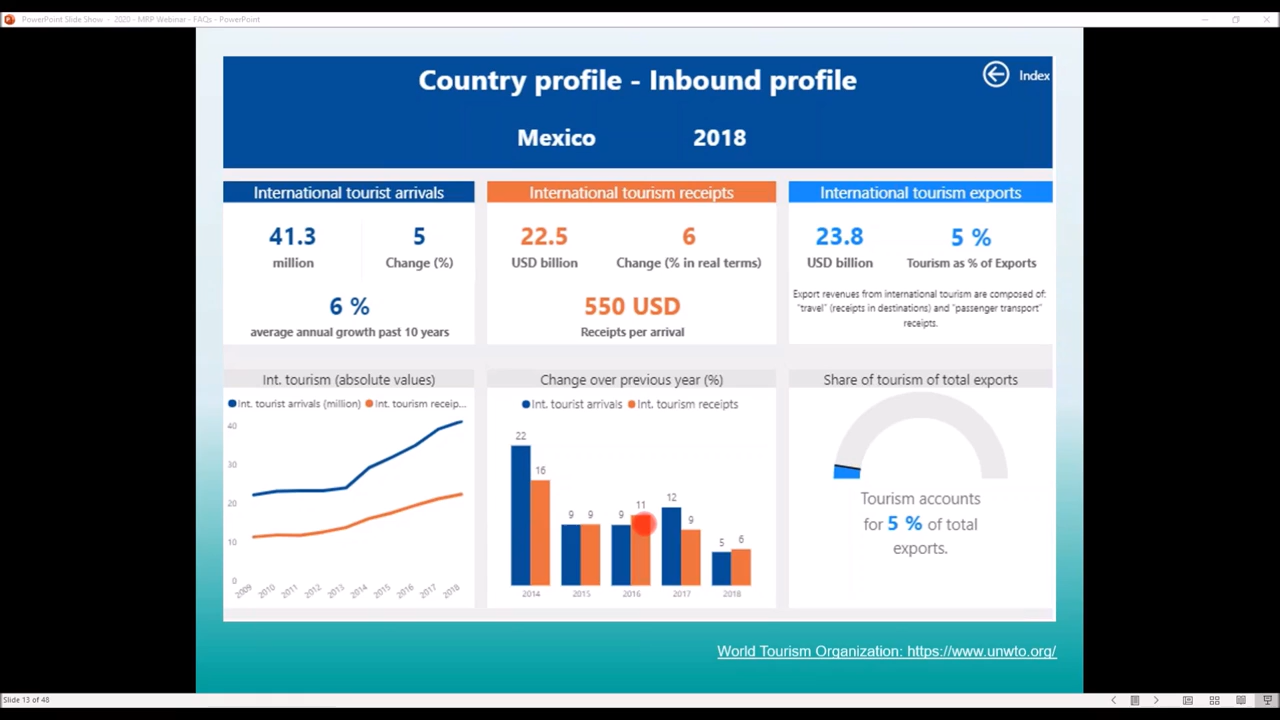 PowerPoint Slide Show - 2020 - MRP Webinar - FAQs - PowerPoint
Country profile - Inbound profile
Index
Mexico 2018
International tourist arrivals
41.3 5
million Change (%)
6 %
average annual growth past 10 years
International tourism receipts
22.5 6
USD billion Change (% in real terms)
550 USD
Receipts per arrival
International tourism exports
23.8 5 %
USD billion Tourism as % of Exports
Export revenues from international tourism are composed of:
"travel" (receipts in destinations) and "passenger transport"
receipts.
Int. tourism (absolute values)
Int. tourist arrivals (million) Int. tourism receip...
40
30
20
10
0
2009 2010 2011 2012 2013 2014 2015 2016 2017 2018
Change over previous year (%)
Int. tourist arrivals Int. tourism receipts
22 16 9 9 9 11 12 9 5 6
2014 2015 2016 2017 2018
Share of tourism of total exports
Tourism accounts
for 5 % of total
exports.
World Tourism Organization: https://www.unwto.org/
Slide 13 of 48